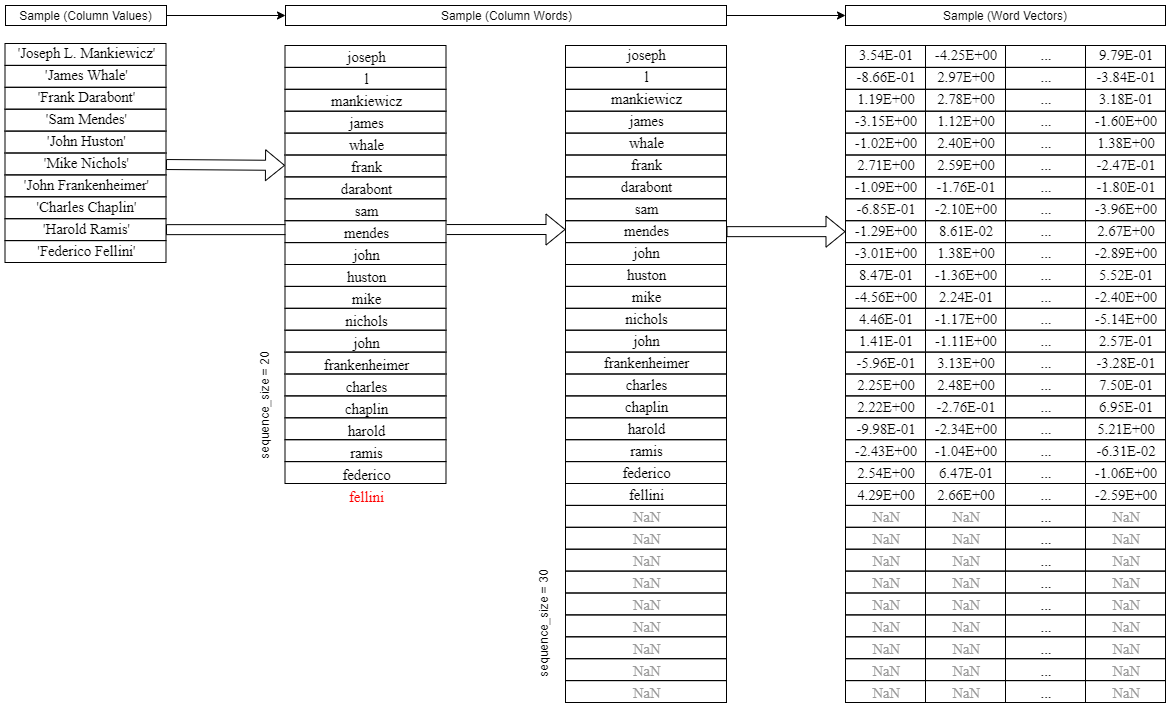 Sample (Column Values)
Sample (Column Words)
Sample (Word Vectors)
'Joseph L. Mankiewicz'
'James Whale'
'Frank Darabont'
'Sam Mendes'
'John Huston'
'Mike Nichols'
'John Frankenheimer'
'Charles Chaplin'
'Harold Ramis'
'Federico Fellini'
sequence_size = 20
joseph
l
mankiewicz
james
whale
frank
darabont
sam
mendes
john
huston
mike
nichols
john
frankenheimer
charles
chaplin
harold
ramis
federico
fellini
sequence_size = 30
joseph
l
mankiewicz
james
whale
frank
darabont
sam
mendes
john
huston
mike
nichols
john
frankenheimer
charles
chaplin
harold
ramis
federico
fellini
NaN
NaN
NaN
NaN
NaN
NaN
NaN
NaN
NaN
3.54E-01 -4.25E+00 ... 9.79E-01
-8.66E-01 2.97E+00 ... -3.84E-01
1.19E+00 2.78E+00 ... 3.18E-01
-3.15E+00 1.12E+00 ... -1.60E+00
-1.02E+00 2.40E+00 ... 1.38E+00
2.71E+00 2.59E+00 ... -2.47E-01
-1.09E+00 -1.76E-01 ... -1.80E-01
-6.85E-01 -2.10E+00 ... -3.96E+00
-1.29E+00 8.61E-02 ... 2.67E+00
-3.01E+00 1.38E+00 ... -2.89E+00
8.47E-01 -1.36E+00 ... 5.52E-01
-4.56E+00 2.24E-01 ... -2.40E+00
4.46E-01 -1.17E+00 ... -5.14E+00
1.41E-01 -1.11E+00 ... 2.57E-01
-5.96E-01 3.13E+00 ... -3.28E-01
2.25E+00 2.48E+00 ... 7.50E-01
2.22E+00 -2.76E-01 ... 6.95E-01
-9.98E-01 -2.34E+00 ... 5.21E+00
-2.43E+00 -1.04E+00 ... -6.31E-02
2.54E+00 6.47E-01 ... -1.06E+00
4.29E+00 2.66E+00 ... -2.59E+00
NaN NaN ... NaN
NaN NaN ... NaN
NaN NaN ... NaN
NaN NaN ... NaN
NaN NaN ... NaN
NaN NaN ... NaN
NaN NaN ... NaN
NaN NaN ... NaN
NaN NaN ... NaN